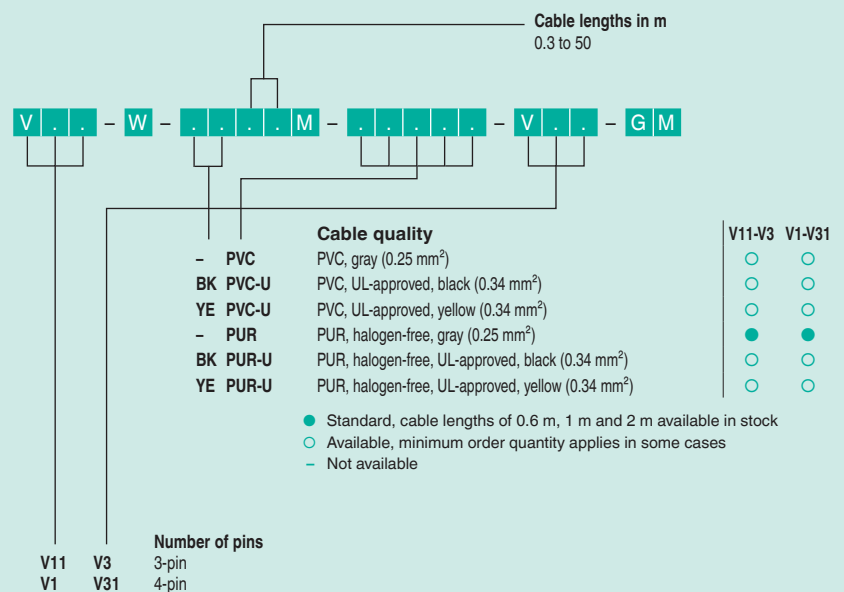 Cable lengths in m
0.3 to 50
V . . – W – . . . . M – . . . . . – V . . – G M
Cable quality V11-V3 V1-V31
– PVC PVC, gray (0.25 mm²) ○ ○
BK PVC-U PVC, UL-approved, black (0.34 mm²) ○ ○
YE PVC-U PVC, UL-approved, yellow (0.34 mm²) ○ ○
– PUR PUR, halogen-free, gray (0.25 mm²) ● ●
BK PUR-U PUR, halogen-free, UL-approved, black (0.34 mm²) ○ ○
YE PUR-U PUR, halogen-free, UL-approved, yellow (0.34 mm²) ○ ○
● Standard, cable lengths of 0.6 m, 1 m and 2 m available in stock
○ Available, minimum order quantity applies in some cases
– Not available
Number of pins
V11 V3 3-pin
V1 V31 4-pin